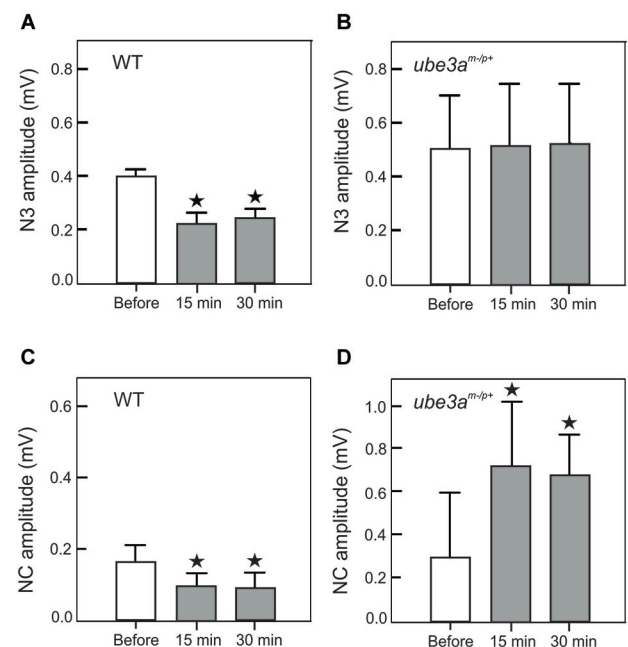 A
N3 amplitude (mV)
WT
0.8
0.6
0.4
0.2
0.0
Before 15 min 30 min
B
N3 amplitude (mV)
ube3a^m-/p+
0.8
0.6
0.4
0.2
0.0
Before 15 min 30 min
C
NC amplitude (mV)
WT
0.6
0.4
0.2
0.0
Before 15 min 30 min
D
NC amplitude (mV)
ube3a^m-/p+
1.0
0.8
0.6
0.4
0.2
0.0
Before 15 min 30 min